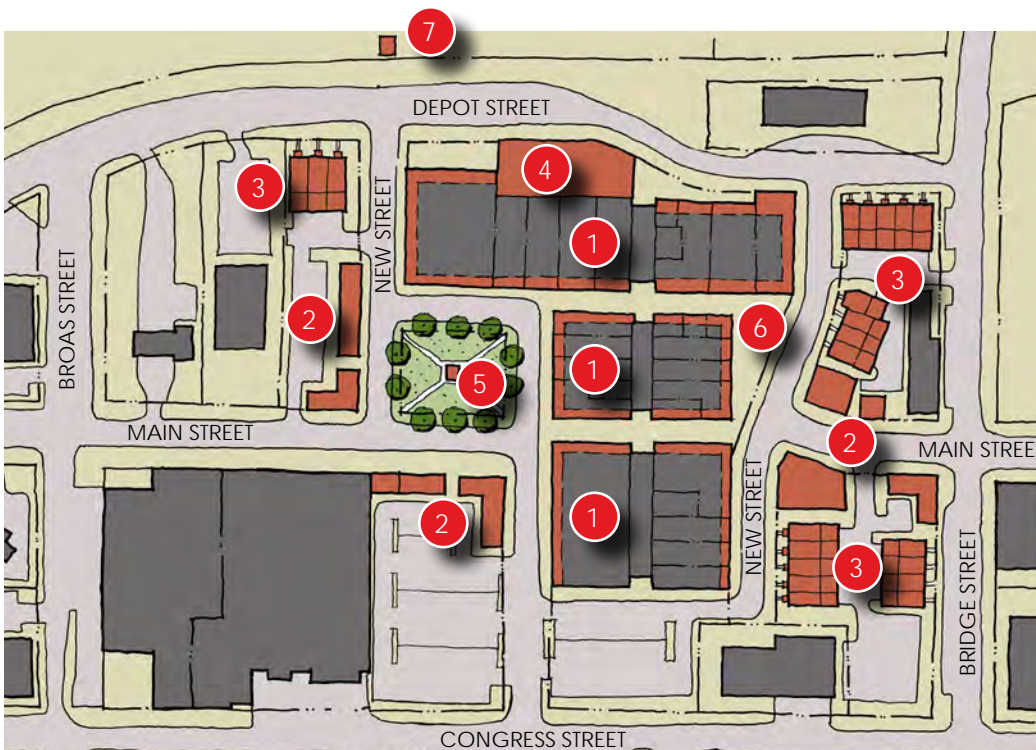 7
DEPOT STREET
4
3
1
NEW STREET
3
BROAS STREET
2
6
5
1
MAIN STREET
2
MAIN STREE
2
1
NEW STREET
3
BRIDGE STREET
CONGRESS STREET